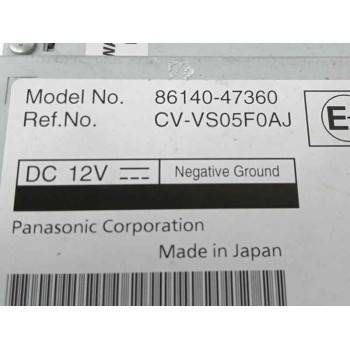 Model No. 86140-47360
Ref.No. CV-VS05F0AJ
DC 12V
Negative Ground
Panasonic Corporation
Made in Japan